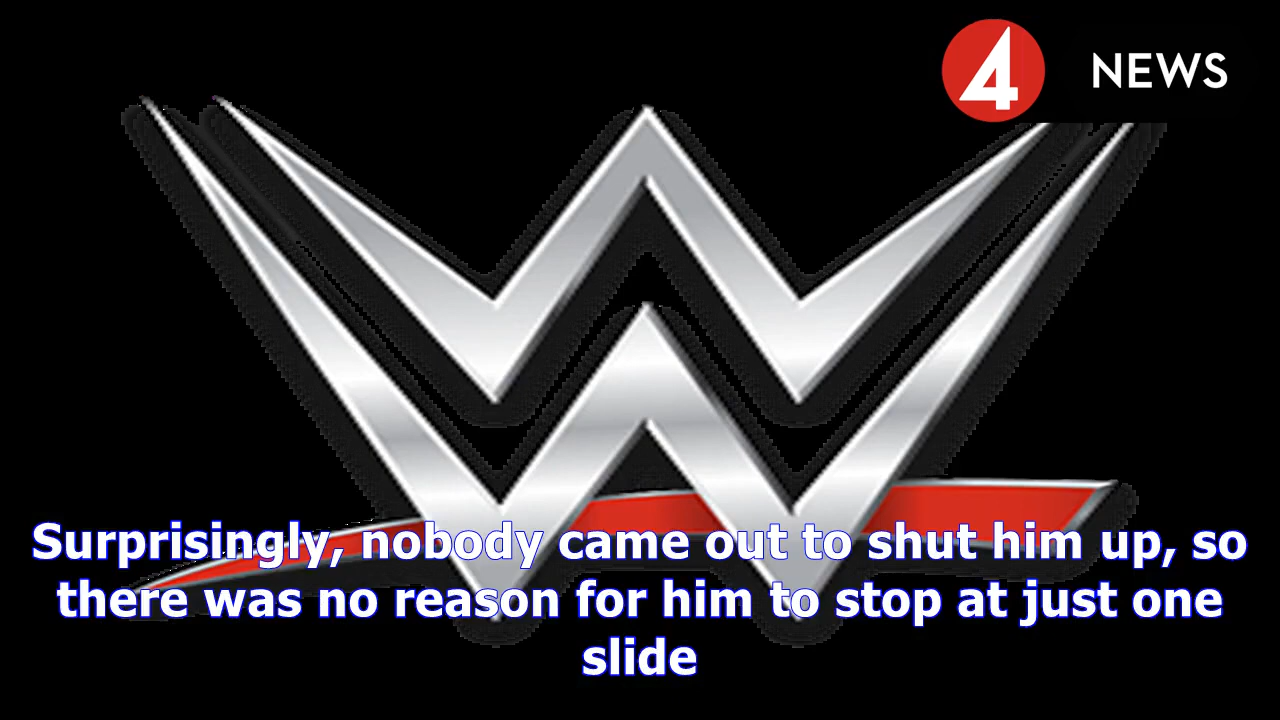 4 NEWS
W
Surprisingly, nobody came out to shut him up, so
there was no reason for him to stop at just one
slide